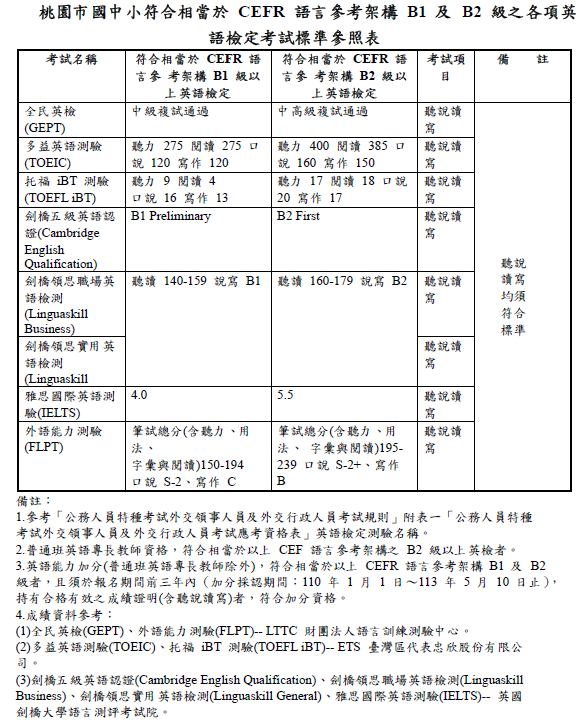 桃園市國中小符合相當於 CEFR 語言參考架構 B1 及 B2 級之各項英
語檢定考試標準參照表
考試名稱
符合相當於 CEFR 語
言參 考架構 B1 級以
上英語檢定
符合相當於 CEFR 語
言參 考架構 B2 級以
上英語檢定
考試項
目
備 註
全民英檢
(GEPT)
中級複試通過
中高級複試通過
聽說讀
寫
多益英語測驗
(TOEIC)
聽力 275 閱讀 275 口
說 120 寫作 120
聽力 400 閱讀 385 口
說 160 寫作 150
聽說讀
寫
托福 iBT 測驗
(TOEFL iBT)
聽力 9 閱讀 4
口說 16 寫作 13
聽力 17 閱讀 18 口說
20 寫作 17
聽說讀
寫
劍橋五級英語認
證(Cambridge
English
Qualification)
B1 Preliminary
B2 First
聽說讀
寫
劍橋領思職場英
語檢測
(Linguaskill
Business)
聽讀 140-159 說寫 B1
聽讀 160-179 說寫 B2
聽說讀
寫
劍橋領思實用英
語檢測
(Linguaskill
聽說讀
寫
雅思國際英語測
驗(IELTS)
4.0
5.5
聽說讀
寫
外語能力測驗
(FLPT)
筆試總分(含聽力、用
法、
字彙與閱讀)150-194
口說 S-2、寫作 C
筆試總分(含聽力、用
法、 字彙與閱讀)195-
239 口說 S-2+、寫作
B
聽說讀
寫
聽說
讀寫
均須
符合
標準
備註：
1.參考「公務人員特種考試外交領事人員及外交行政人員考試規則」附表一「公務人員特種
考試外交領事人員及外交行政人員考試應考資格表」英語檢定測驗名稱。
2.普通班英語專長教師資格，符合相當於以上 CEF 語言參考架構之 B2 級以上英檢者。
3.英語能力加分(普通班英語專長教師除外)，符合相當於以上 CEFR 語言參考架構 B1 及 B2
級者，且須於報名期間前三年內（加分採認期間：110 年 1 月 1 日～113 年 5 月 10 日止），
持有合格有效之成績證明(含聽說讀寫)者，符合加分資格。
4.成績資料參考：
(1)全民英檢(GEPT)、外語能力測驗(FLPT)-- LTTC 財團法人語言訓練測驗中心。
(2)多益英語測驗(TOEIC)、托福 iBT 測驗(TOEFL iBT)-- ETS 臺灣區代表忠欣股份有限公
司。
(3)劍橋五級英語認證(Cambridge English Qualification)、劍橋領思職場英語檢測(Linguaskill
Business)、劍橋領思實用英語檢測(Linguaskill General)、雅思國際英語測驗(IELTS)-- 英國
劍橋大學語言測評考試院。